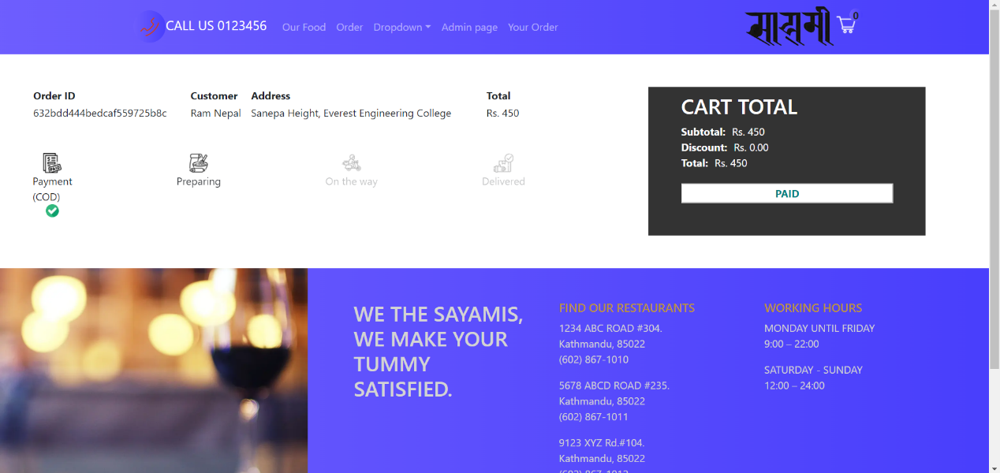 CALL US 0123456
Our Food Order Dropdown Admin page Your Order
0
Order ID Customer Address Total
632bdd444bedcaf559725b8c Ram Nepal Sanepa Height, Everest Engineering College Rs. 450
Payment
(COD)
Preparing
On the way
Delivered
CART TOTAL
Subtotal: Rs. 450
Discount: Rs. 0.00
Total: Rs. 450
PAID
WE THE SAYAMIS,
WE MAKE YOUR
TUMMY
SATISFIED.
FIND OUR RESTAURANTS
1234 ABC ROAD #304.
Kathmandu, 85022
(602) 867-1010
5678 ABCD ROAD #235.
Kathmandu, 85022
(602) 867-1011
9123 XYZ Rd.#104.
Kathmandu, 85022
WORKING HOURS
MONDAY UNTIL FRIDAY
9:00 – 22:00
SATURDAY - SUNDAY
12:00 – 24:00